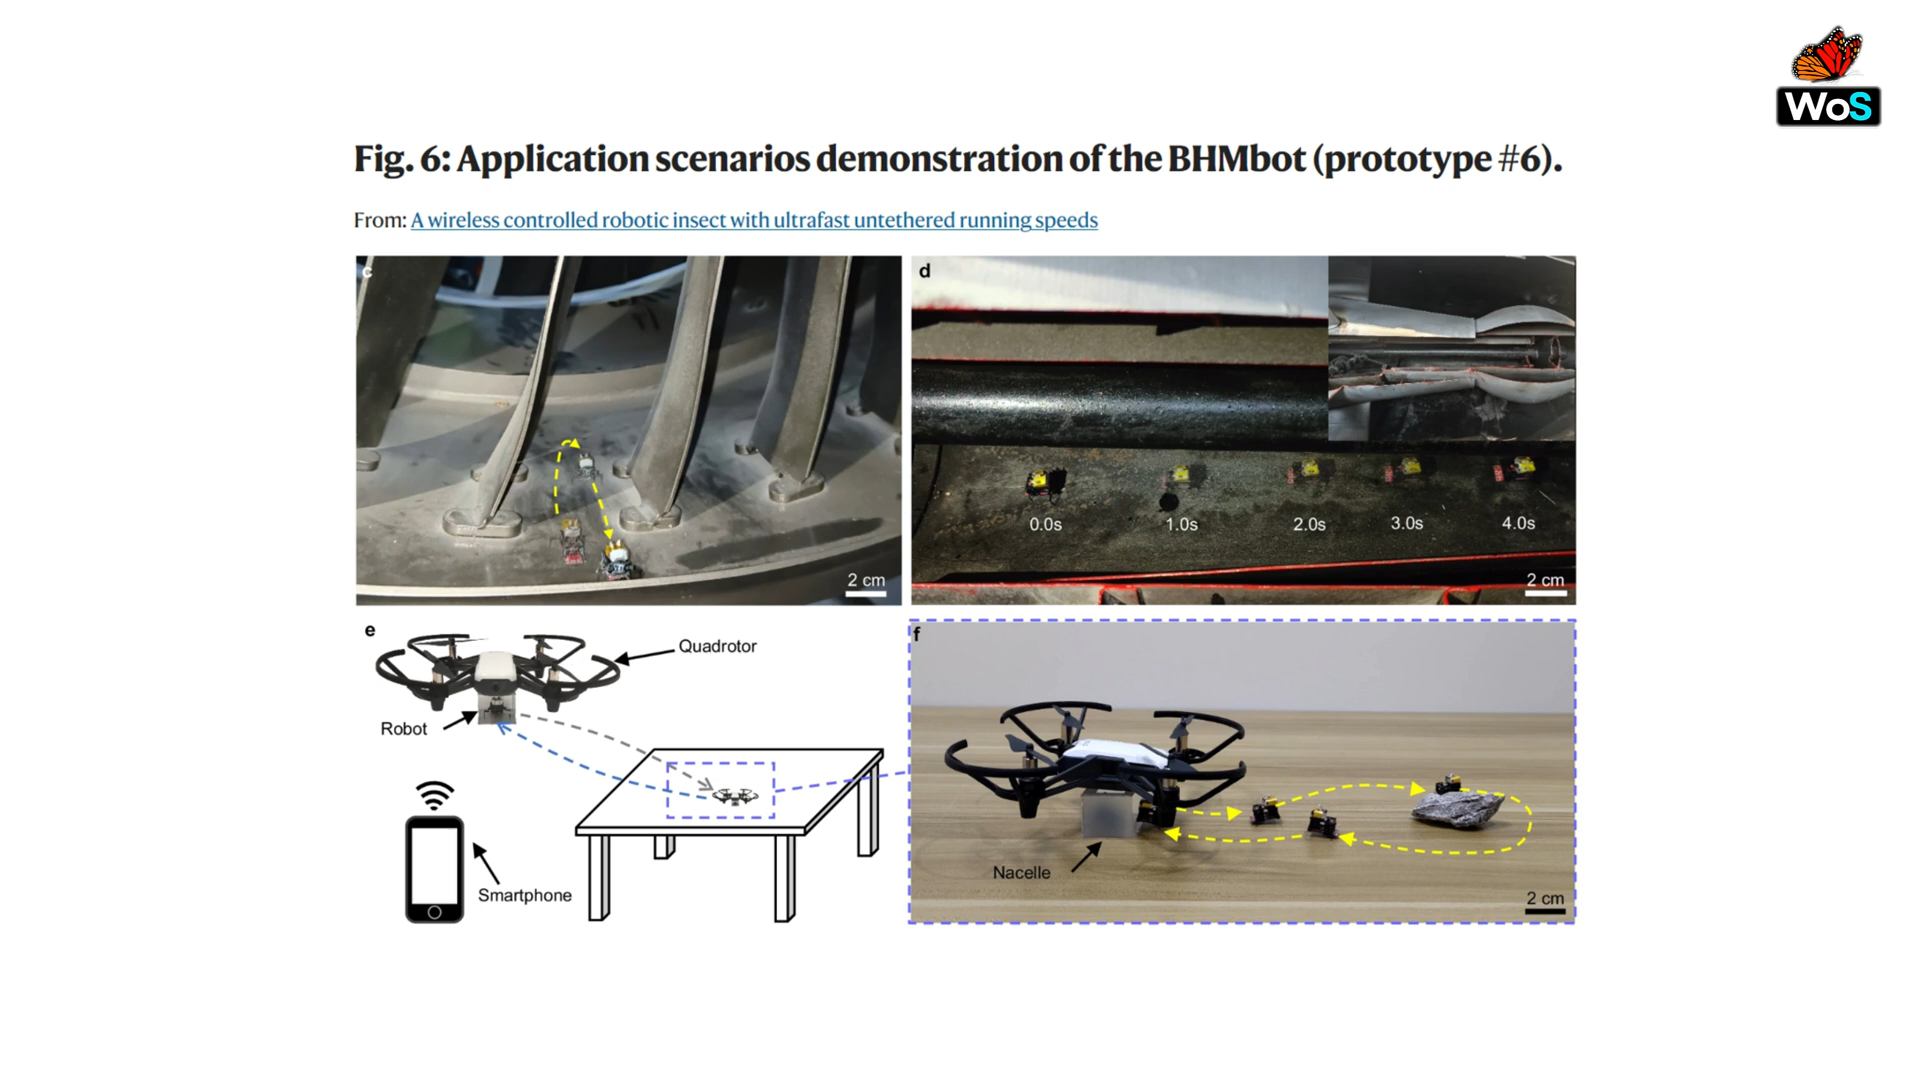 WoS
Fig. 6: Application scenarios demonstration of the BHMbot (prototype #6).
From: A wireless controlled robotic insect with ultrafast untethered running speeds
c
2 cm
d
0.0s 1.0s 2.0s 3.0s 4.0s
2 cm
e
Quadrotor
Robot
Smartphone
f
Nacelle
2 cm